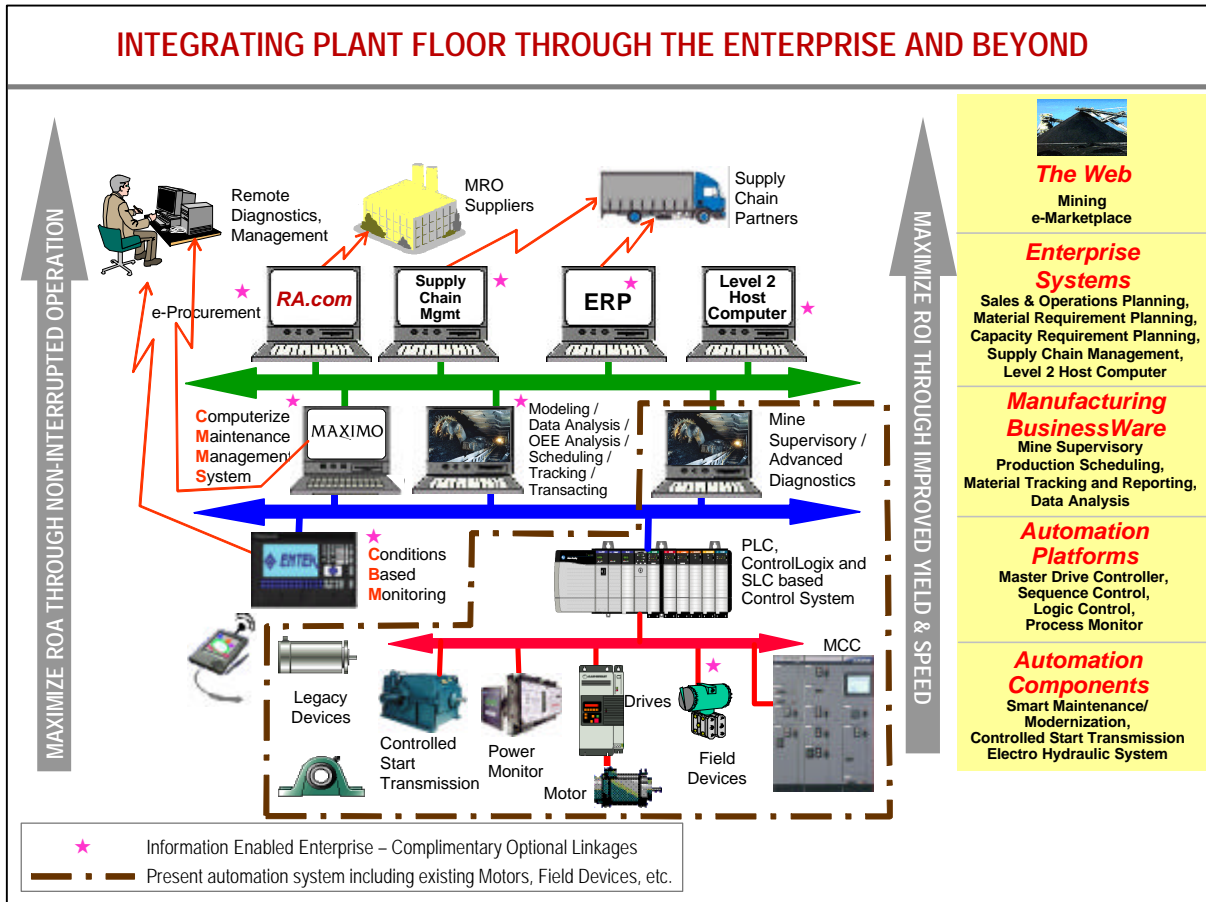 INTEGRATING PLANT FLOOR THROUGH THE ENTERPRISE AND BEYOND
MAXIMIZE ROA THROUGH NON-INTERRUPTED OPERATION
Remote
Diagnostics,
Management
MRO
Suppliers
Supply
Chain
Partners
e-Procurement
RA.com
Supply
Chain
Mgmt
ERP
Level 2
Host
Computer
Computerize
Maintenance
Management
System
MAXIMO
Modeling /
Data Analysis /
OEE Analysis /
Scheduling /
Tracking /
Transacting
Mine
Supervisory /
Advanced
Diagnostics
ENTEK
Conditions
Based
Monitoring
PLC,
ControlLogix and
SLC based
Control System
Legacy
Devices
Controlled
Start
Transmission
Power
Monitor
Drives
Motor
Field
Devices
MCC
MAXIMIZE ROI THROUGH IMPROVED YIELD & SPEED
The Web
Mining
e-Marketplace
Enterprise
Systems
Sales & Operations Planning,
Material Requirement Planning,
Capacity Requirement Planning,
Supply Chain Management,
Level 2 Host Computer
Manufacturing
BusinessWare
Mine Supervisory
Production Scheduling,
Material Tracking and Reporting,
Data Analysis
Automation
Platforms
Master Drive Controller,
Sequence Control,
Logic Control,
Process Monitor
Automation
Components
Smart Maintenance/
Modernization,
Controlled Start Transmission
Electro Hydraulic System
Information Enabled Enterprise – Complimentary Optional Linkages
Present automation system including existing Motors, Field Devices, etc.